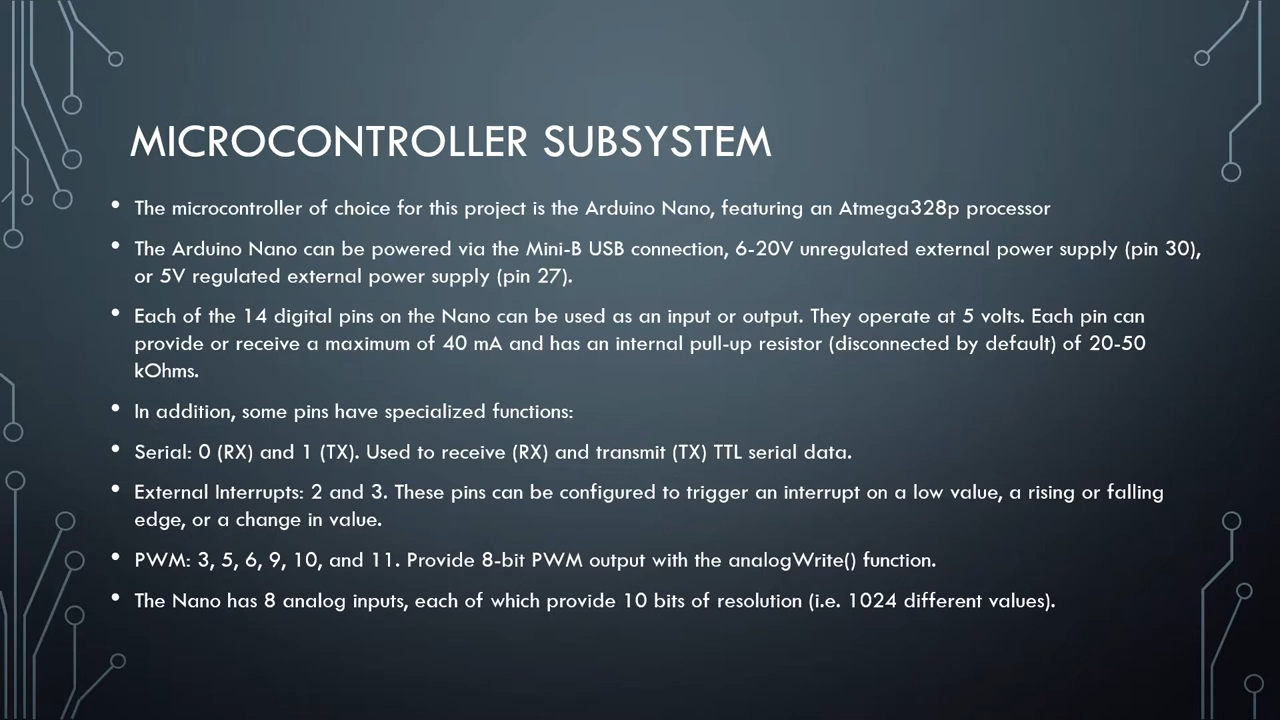 MICROCONTROLLER SUBSYSTEM
• The microcontroller of choice for this project is the Arduino Nano, featuring an Atmega328p processor
• The Arduino Nano can be powered via the Mini-B USB connection, 6-20V unregulated external power supply (pin 30),
or 5V regulated external power supply (pin 27).
• Each of the 14 digital pins on the Nano can be used as an input or output. They operate at 5 volts. Each pin can
provide or receive a maximum of 40 mA and has an internal pull-up resistor (disconnected by default) of 20-50
kOhms.
• In addition, some pins have specialized functions:
• Serial: 0 (RX) and 1 (TX). Used to receive (RX) and transmit (TX) TTL serial data.
• External Interrupts: 2 and 3. These pins can be configured to trigger an interrupt on a low value, a rising or falling
edge, or a change in value.
• PWM: 3, 5, 6, 9, 10, and 11. Provide 8-bit PWM output with the analogWrite() function.
• The Nano has 8 analog inputs, each of which provide 10 bits of resolution (i.e. 1024 different values).